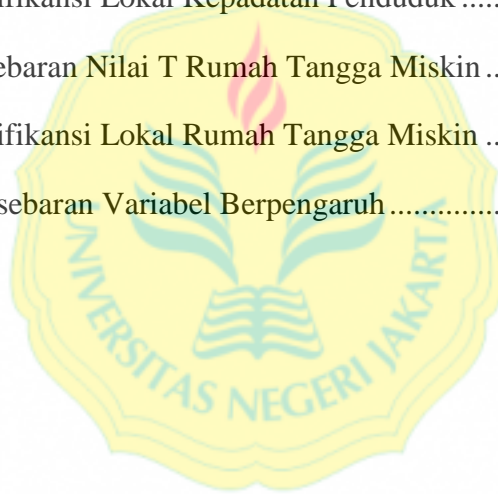 ifikansi Lokal Kepadatan Penduduk .....
ebaran Nilai T Rumah Tangga Miskin ..
ifikansi Lokal Rumah Tangga Miskin ..
sebaran Variabel Berpengaruh .............
UNIVERSITAS NEGERI JAKARTA